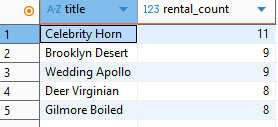 A-Z title 123 rental_count
1 Celebrity Horn 11
2 Brooklyn Desert 9
3 Wedding Apollo 9
4 Deer Virginian 8
5 Gilmore Boiled 8